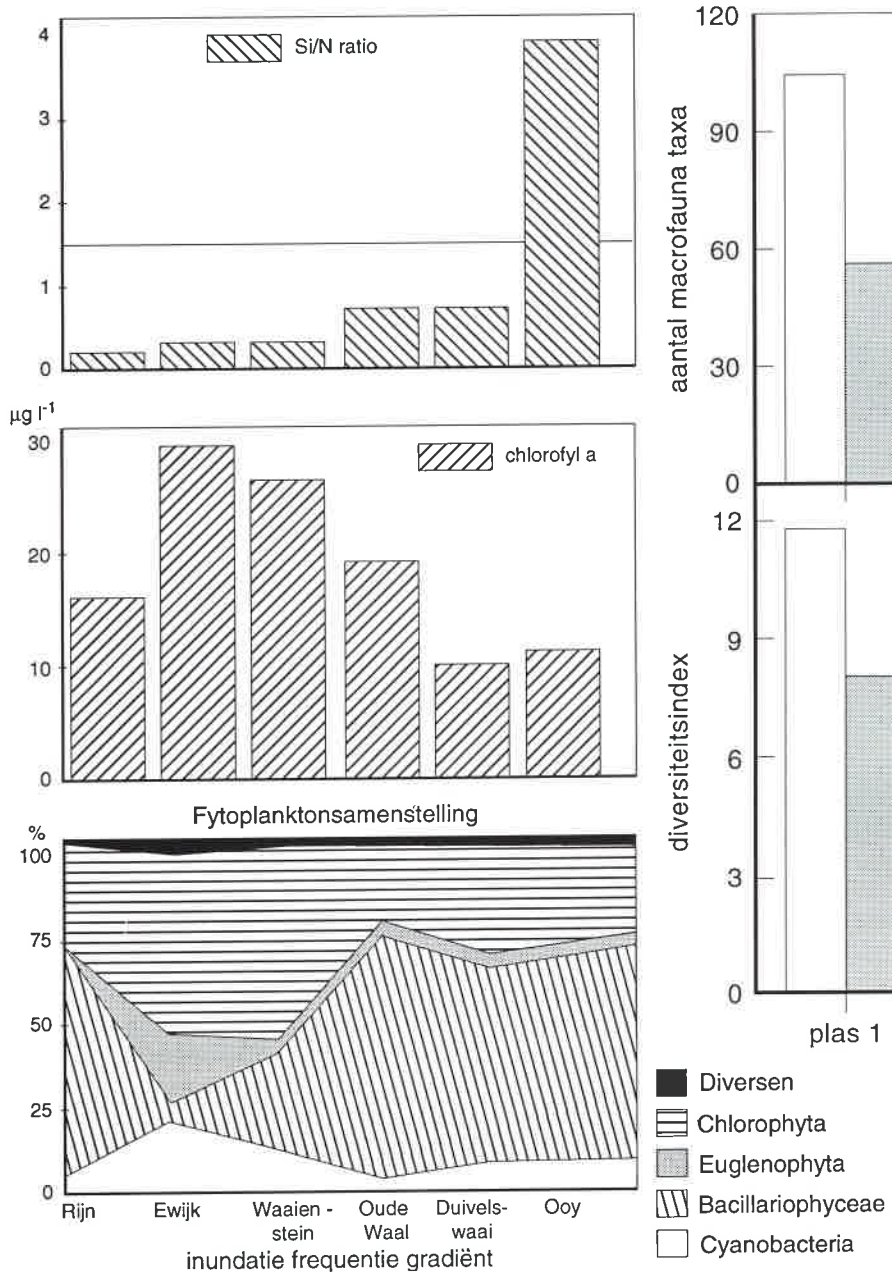 4
3
2
1
0
Si/N ratio
µg l-1
30
20
10
0
chlorofyl a
Fytoplanktonsamenstelling
%
100
75
50
25
0
Rijn
Ewijk
Waaien -
stein
Oude
Waal
Duivels-
waai
Ooy
inundatie frequentie gradiënt
120
90
60
30
0
aantal macrofauna taxa
12
9
6
3
0
diversiteitsindex
plas 1
Diversen
Chlorophyta
Euglenophyta
Bacillariophyceae
Cyanobacteria